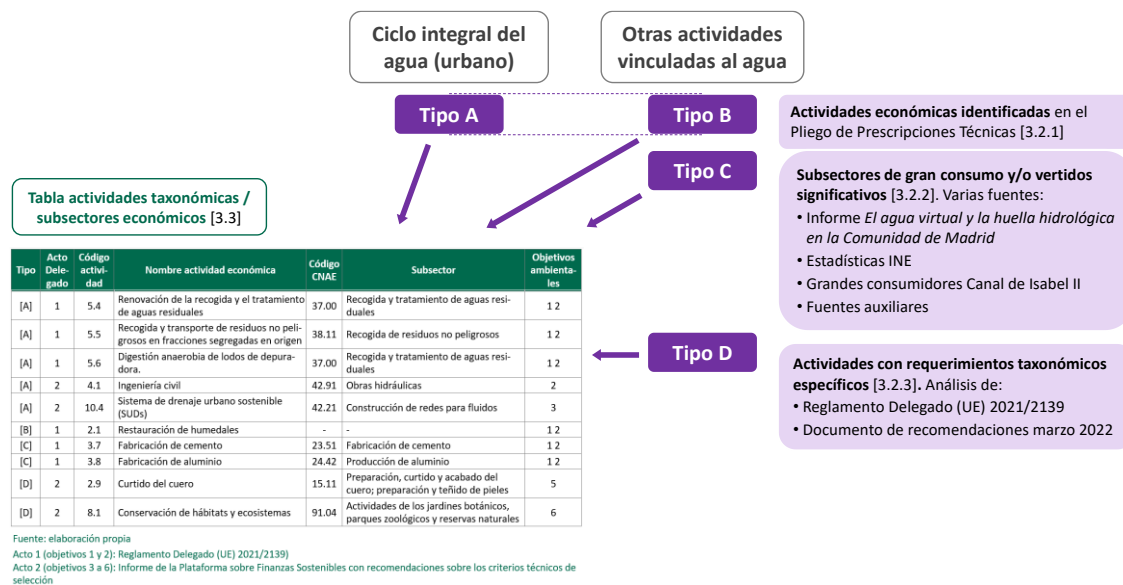 Ciclo integral del
agua (urbano)
Otras actividades
vinculadas al agua
Tipo A
Tipo B
Actividades económicas identificadas en el
Pliego de Prescripciones Técnicas [3.2.1]
Tipo C
Subsectores de gran consumo y/o vertidos
significativos [3.2.2]. Varias fuentes:
• Informe El agua virtual y la huella hidrológica
en la Comunidad de Madrid
• Estadísticas INE
• Grandes consumidores Canal de Isabel II
• Fuentes auxiliares
Tipo D
Actividades con requerimientos taxonómicos
específicos [3.2.3]. Análisis de:
• Reglamento Delegado (UE) 2021/2139
• Documento de recomendaciones marzo 2022
Tabla actividades taxonómicas /
subsectores económicos [3.3]
Tipo Acto Dele-gado Código activi-dad Nombre actividad económica Código CNAE Subsector Objetivos ambienta-les
[A] 1 5.4 Renovación de la recogida y el tratamiento de aguas residuales 37.00 Recogida y tratamiento de aguas resi-duales 1 2
[A] 1 5.5 Recogida y transporte de residuos no peli-grosos en fracciones segregadas en origen 38.11 Recogida de residuos no peligrosos 1 2
[A] 1 5.6 Digestión anaerobia de lodos de depura-dora. 37.00 Recogida y tratamiento de aguas resi-duales 1 2
[A] 2 4.1 Ingeniería civil 42.91 Obras hidráulicas 2
[A] 2 10.4 Sistema de drenaje urbano sostenible (SUDs) 42.21 Construcción de redes para fluidos 3
[B] 1 2.1 Restauración de humedales - - 1 2
[C] 1 3.7 Fabricación de cemento 23.51 Fabricación de cemento 1 2
[C] 1 3.8 Fabricación de aluminio 24.42 Producción de aluminio 1 2
[D] 2 2.9 Curtido del cuero 15.11 Preparación, curtido y acabado del cuero; preparación y teñido de pieles 5
[D] 2 8.1 Conservación de hábitats y ecosistemas 91.04 Actividades de los jardines botánicos, parques zoológicos y reservas naturales 6
Fuente: elaboración propia
Acto 1 (objetivos 1 y 2): Reglamento Delegado (UE) 2021/2139)
Acto 2 (objetivos 3 a 6): Informe de la Plataforma sobre Finanzas Sostenibles con recomendaciones sobre los criterios técnicos de
selección